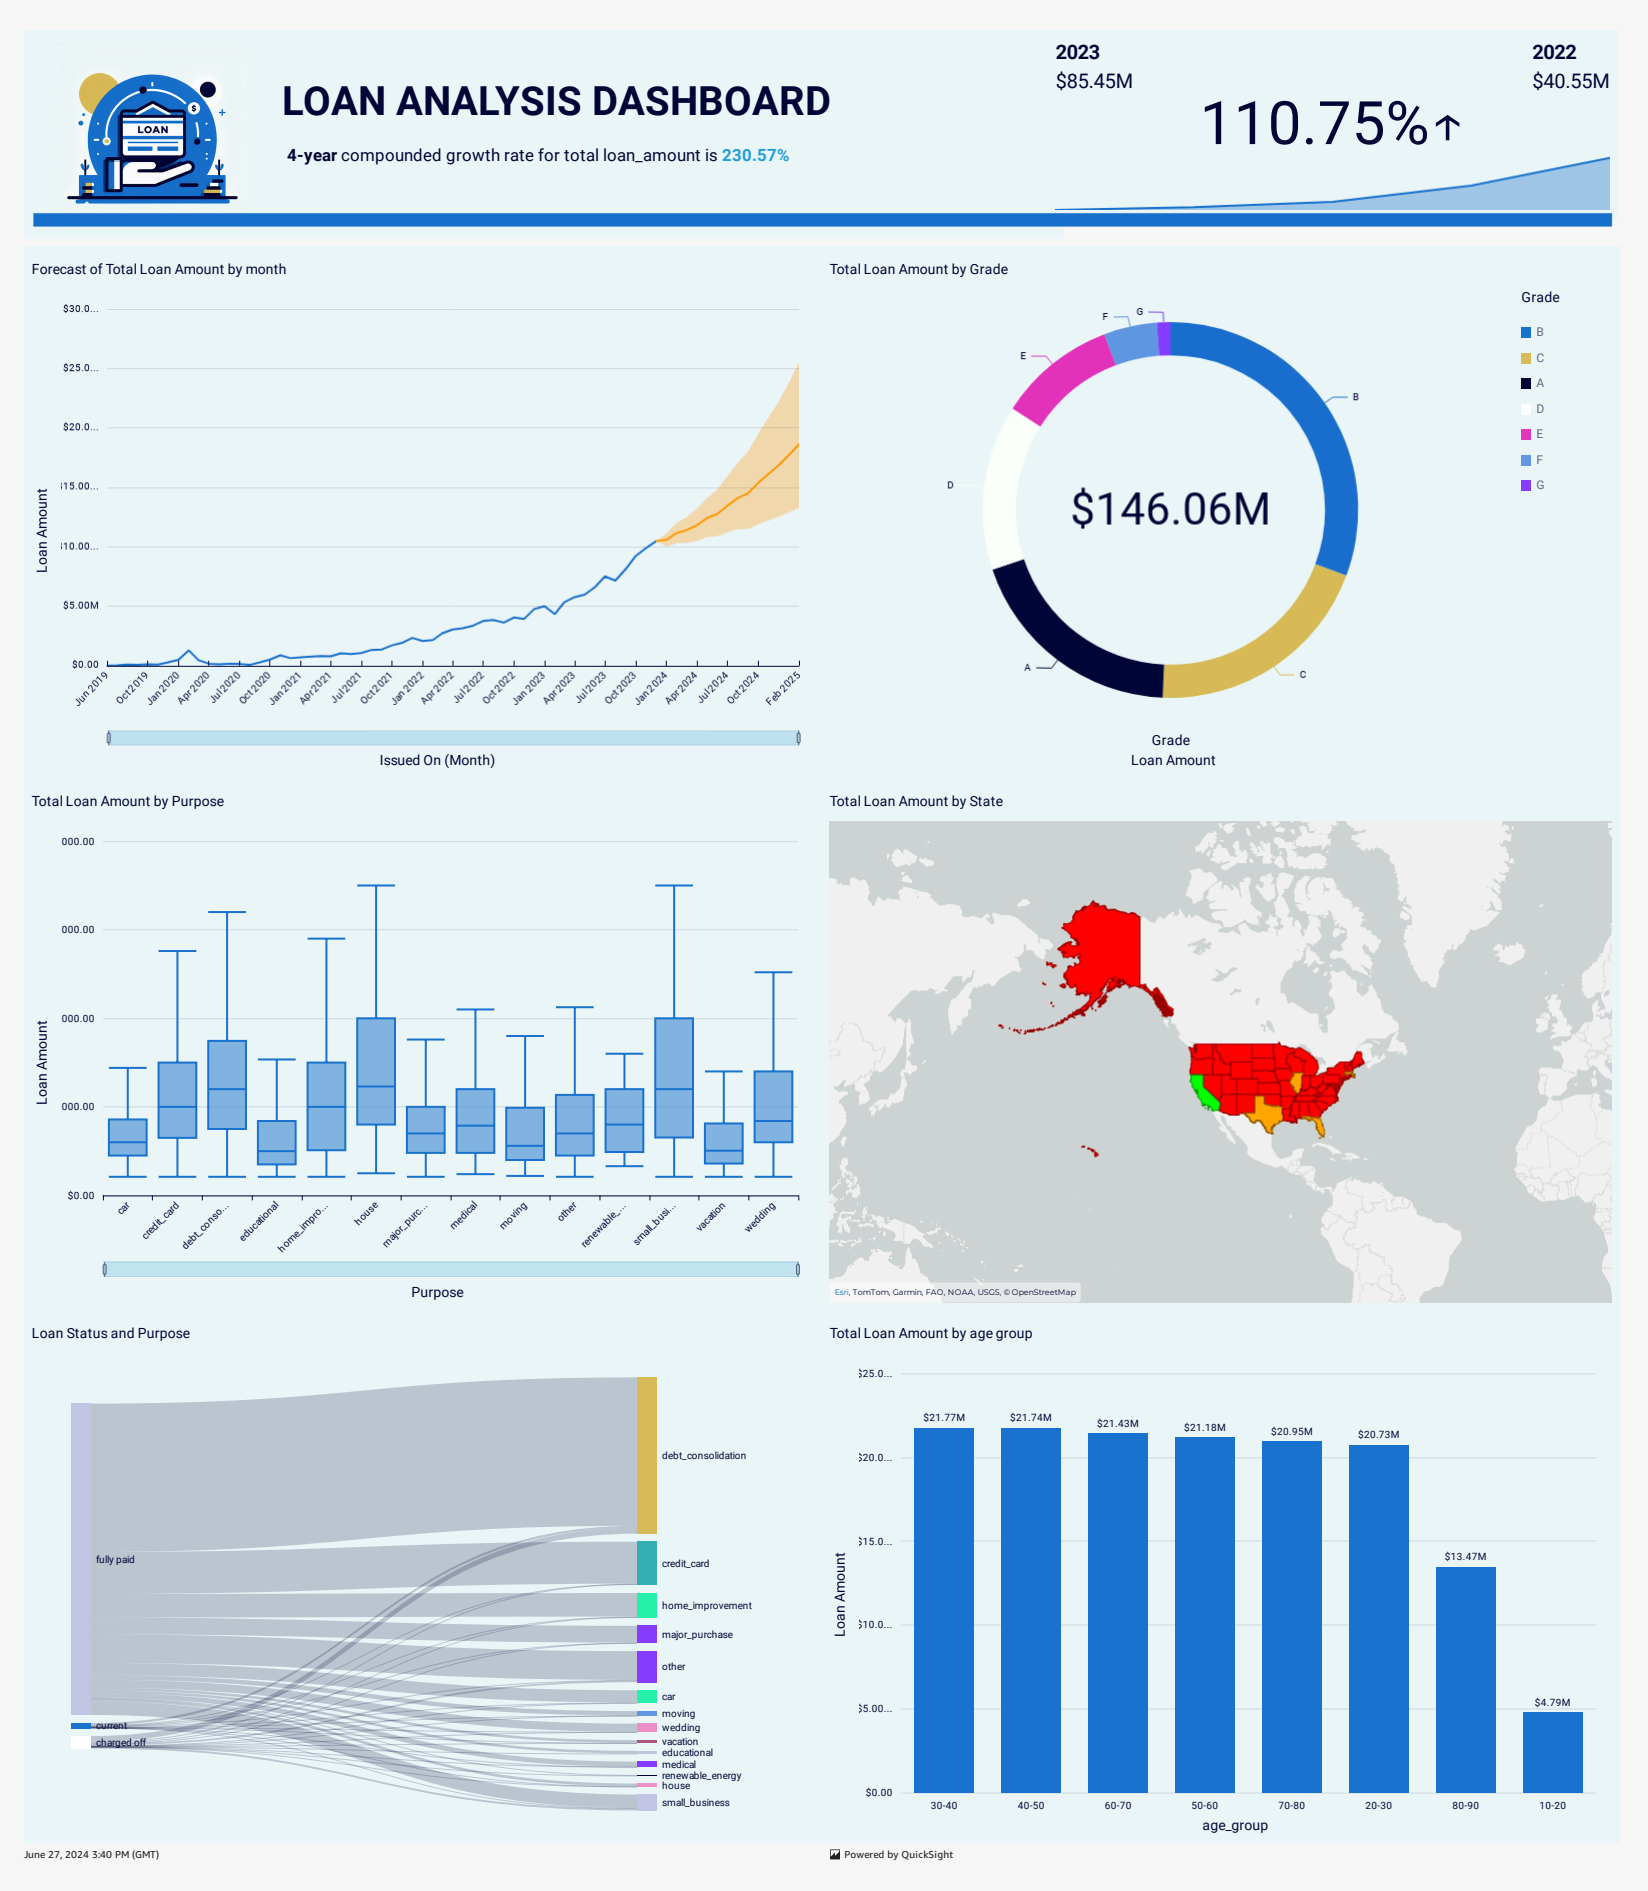 LOAN
$
LOAN ANALYSIS DASHBOARD
4-year compounded growth rate for total loan_amount is 230.57%
2023
$85.45M
2022
$40.55M
110.75%↑
Forecast of Total Loan Amount by month
Loan Amount
$30.0...
$25.0...
$20.0...
$15.00...
$10.00...
$5.00M
$0.00
Jun 2019
Oct 2019
Jan 2020
Apr 2020
Jul 2020
Oct 2020
Jan 2021
Apr 2021
Jul 2021
Oct 2021
Jan 2022
Apr 2022
Jul 2022
Oct 2022
Jan 2023
Apr 2023
Jul 2023
Oct 2023
Jan 2024
Apr 2024
Jul 2024
Oct 2024
Feb 2025
Issued On (Month)
Total Loan Amount by Grade
G
F
E
B
D
A
C
$146.06M
Grade
Loan Amount
Grade
B
C
A
D
E
F
G
Total Loan Amount by Purpose
Loan Amount
000.00
000.00
000.00
000.00
$0.00
car
credit_card
debt_conso...
educational
home_impro...
house
major_purc...
medical
moving
other
renewable_...
small_busi...
vacation
wedding
Purpose
Total Loan Amount by State
Esri, TomTom, Garmin, FAO, NOAA, USGS, © OpenStreetMap
Loan Status and Purpose
fully paid
current
charged off
debt_consolidation
credit_card
home_improvement
major_purchase
other
car
moving
wedding
vacation
educational
medical
renewable_energy
house
small_business
Total Loan Amount by age group
Loan Amount
$25.0...
$20.0...
$15.0...
$10.0...
$5.00...
$0.00
$21.77M
$21.74M
$21.43M
$21.18M
$20.95M
$20.73M
$13.47M
$4.79M
30-40
40-50
60-70
50-60
70-80
20-30
80-90
10-20
age_group
June 27, 2024 3:40 PM (GMT)
Powered by QuickSight